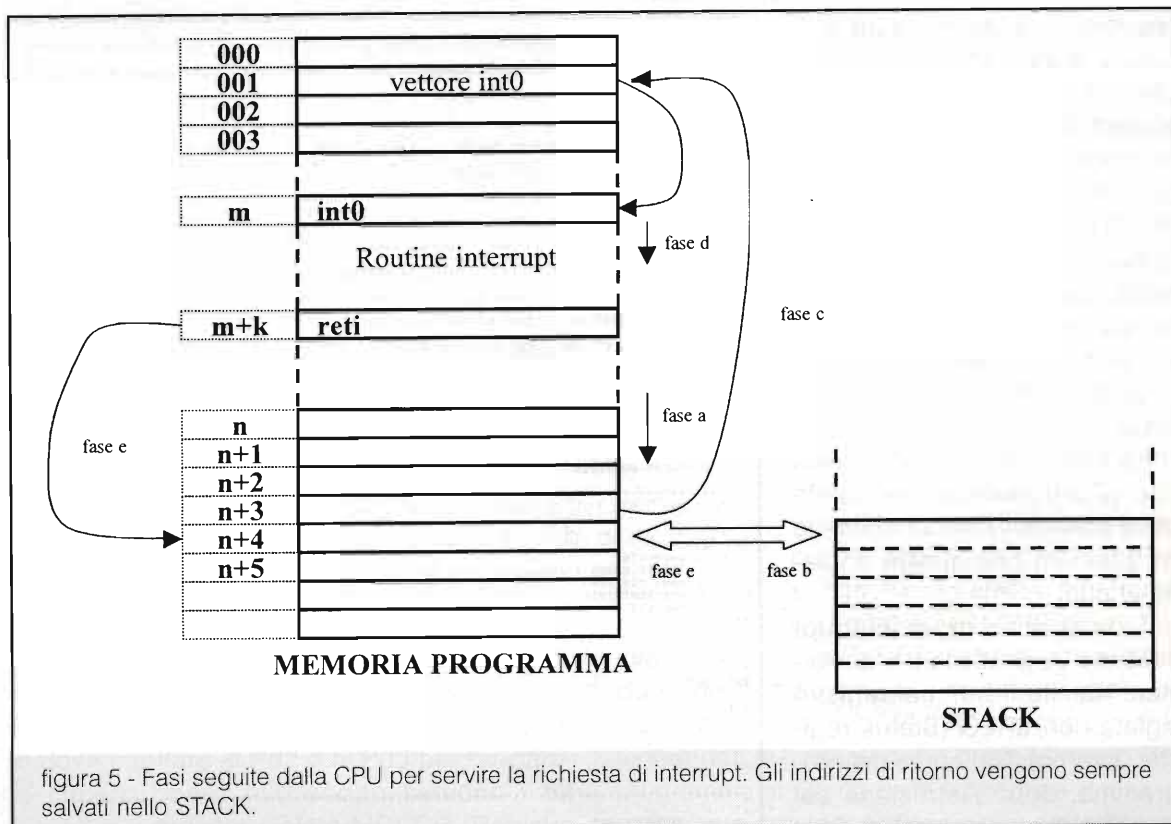 000
001 vettore int0
002
003
m int0
fase d
Routine interrupt
fase c
m+k reti
fase a
fase e
n
n+1
n+2
n+3
n+4
n+5
fase e fase b
MEMORIA PROGRAMMA
STACK
figura 5 - Fasi seguite dalla CPU per servire la richiesta di interrupt. Gli indirizzi di ritorno vengono sempre
salvati nello STACK.